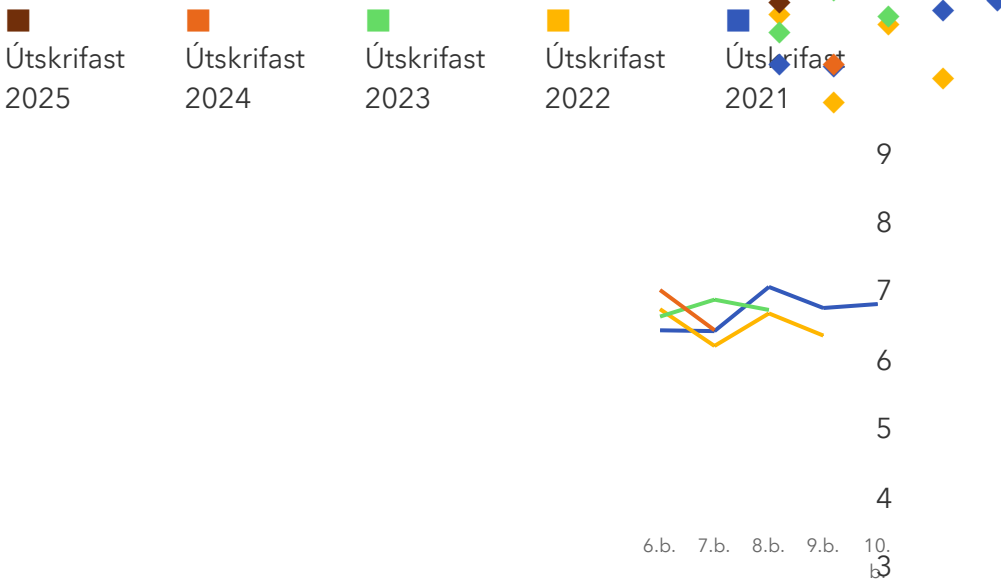 Útskrifast
2025
Útskrifast
2024
Útskrifast
2023
Útskrifast
2022
Útskrifast
2021
9
8
7
6
5
4
3
6.b.
7.b.
8.b.
9.b.
10.
b.